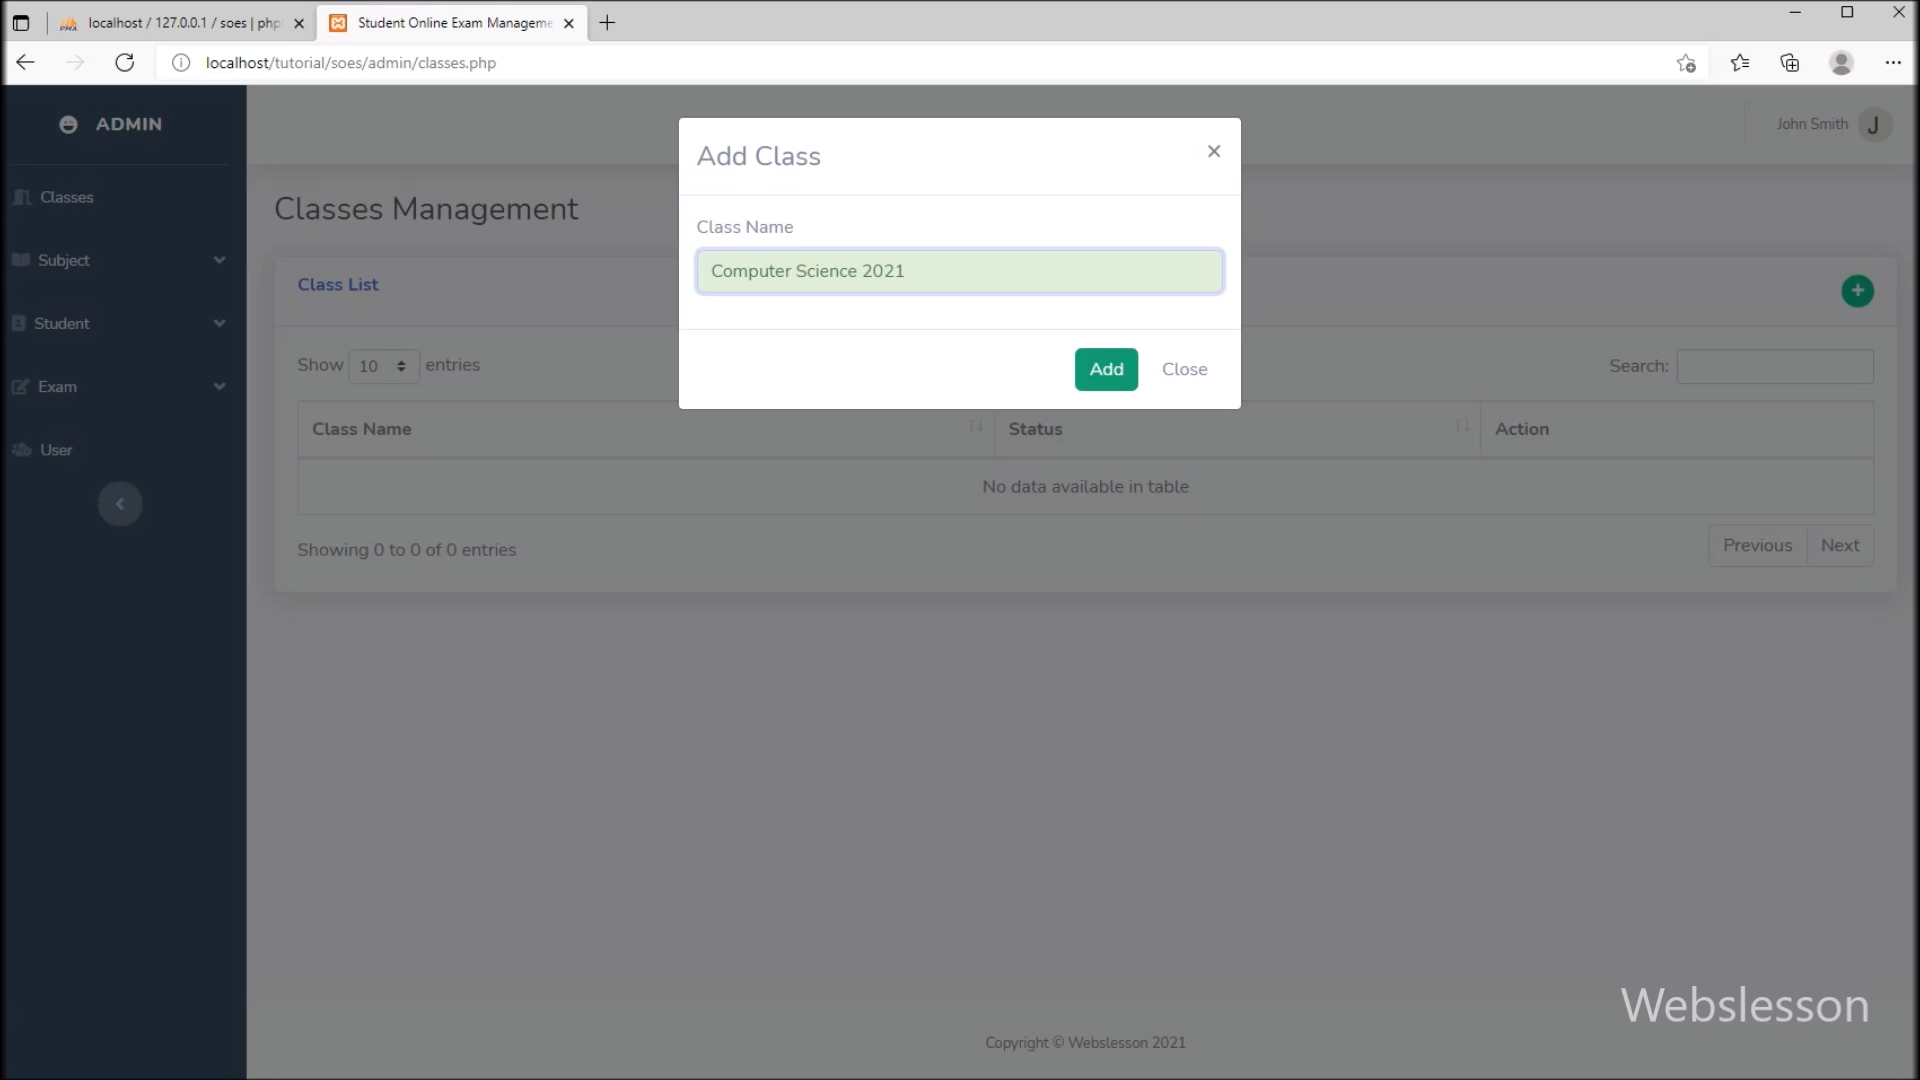 localhost / 127.0.0.1 / soes | php
Student Online Exam Manageme
localhost/tutorial/soes/admin/classes.php
ADMIN
John Smith J
Classes
Subject
Student
Exam
User
Classes Management
Class List
Show 10 entries
Search:
Class Name Status Action
No data available in table
Showing 0 to 0 of 0 entries
Previous Next
Add Class
Class Name
Computer Science 2021
Add Close
Copyright © Webslesson 2021
Webslesson